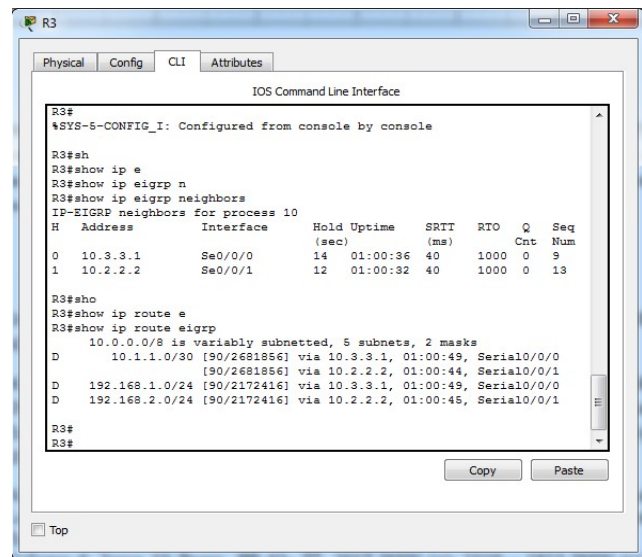 R3
Physical Config CLI Attributes
IOS Command Line Interface
R3#
%SYS-5-CONFIG_I: Configured from console by console
R3#sh
R3#show ip e
R3#show ip eigrp n
R3#show ip eigrp neighbors
IP-EIGRP neighbors for process 10
H Address Interface Hold Uptime SRTT RTO Q Seq
(sec) (ms) Cnt Num
0 10.3.3.1 Se0/0/0 14 01:00:36 40 1000 0 9
1 10.2.2.2 Se0/0/1 12 01:00:32 40 1000 0 13
R3#sho
R3#show ip route e
R3#show ip route eigrp
10.0.0.0/8 is variably subnetted, 5 subnets, 2 masks
D 10.1.1.0/30 [90/2681856] via 10.3.3.1, 01:00:49, Serial0/0/0
[90/2681856] via 10.2.2.2, 01:00:44, Serial0/0/1
D 192.168.1.0/24 [90/2172416] via 10.3.3.1, 01:00:49, Serial0/0/0
D 192.168.2.0/24 [90/2172416] via 10.2.2.2, 01:00:45, Serial0/0/1
R3#
R3#
Copy Paste
Top